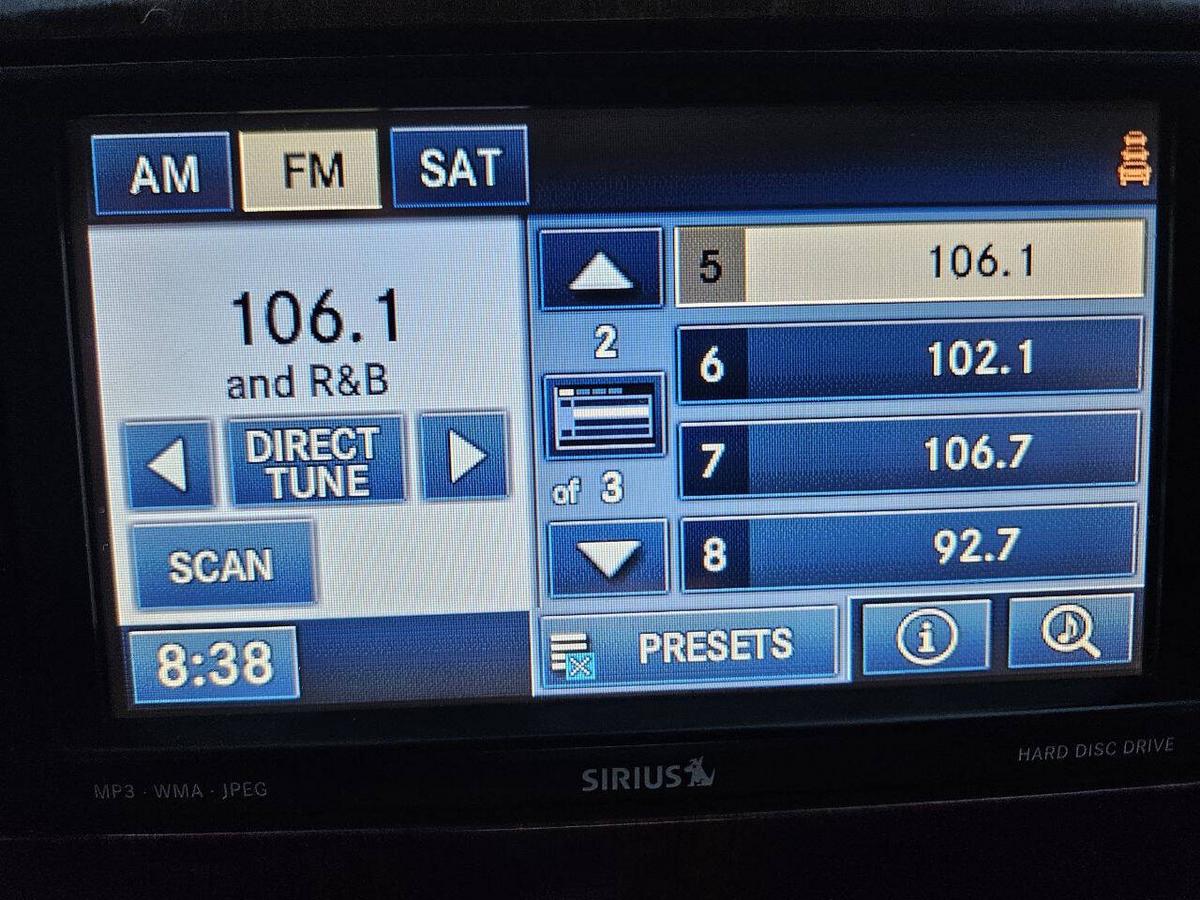 AM FM SAT
106.1
and R&B
DIRECT
TUNE
SCAN
8:38
2
of 3
5 106.1
6 102.1
7 106.7
8 92.7
PRESETS
i
MP3 · WMA · JPEG
SIRIUS
HARD DISC DRIVE